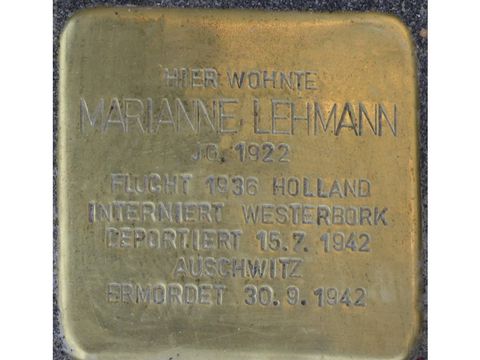 HIER WOHNTE
MARIANNE LEHMANN
JG. 1922
FLUCHT 1936 HOLLAND
INTERNIERT WESTERBORK
DEPORTIERT 15.7.1942
AUSCHWITZ
ERMORDET 30.9.1942